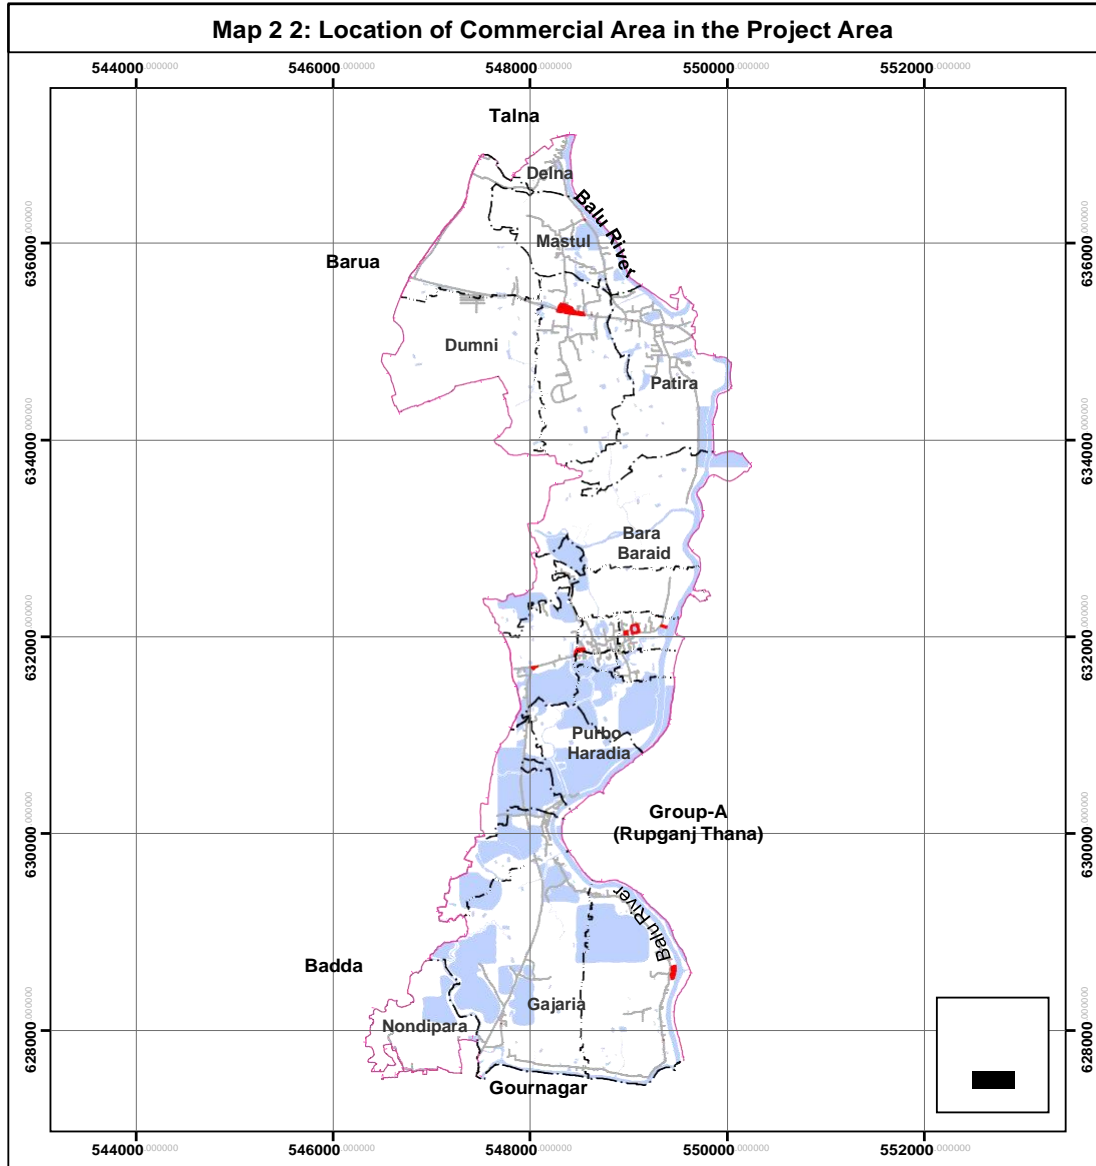 Map 2 2: Location of Commercial Area in the Project Area
544000.000000 546000.000000 548000.000000 550000.000000 552000.000000
Talna
Delna
Balu River
Mastul
636000.000000 636000.000000
Barua
Dumni
Patira
634000.000000 634000.000000
Bara
Baraid
632000.000000 632000.000000
Purbo
Haradia
Group-A
(Rupganj Thana)
630000.000000 630000.000000
Balu River
Badda
Gajaria
Nondipara
628000.000000 628000.000000
Gournagar
544000.000000 546000.000000 548000.000000 550000.000000 552000.000000